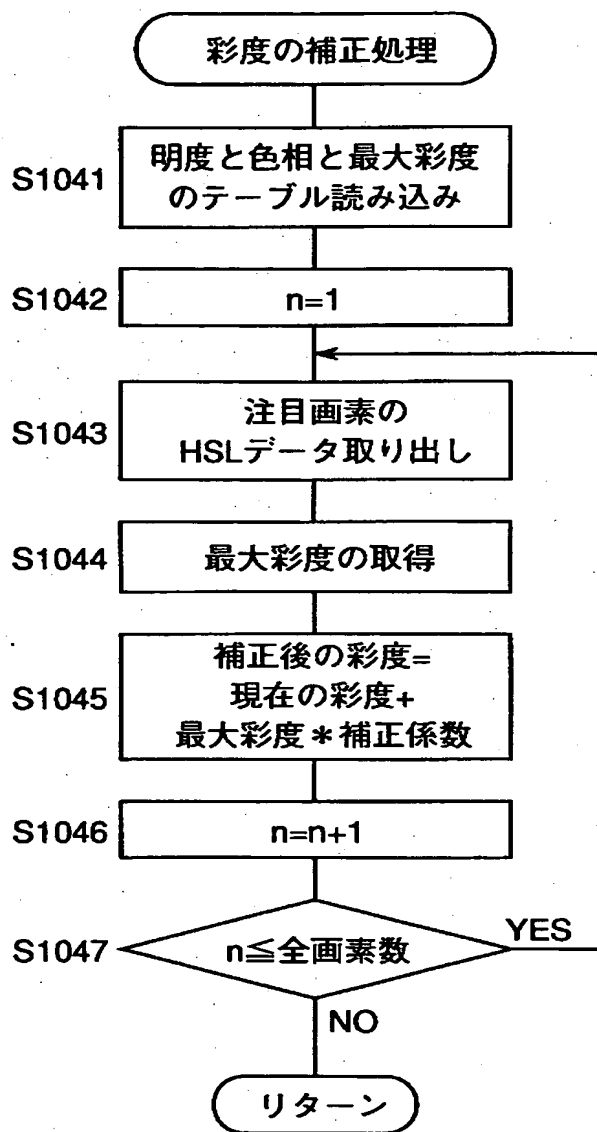 彩度の補正処理
S1041
明度と色相と最大彩度
のテーブル読み込み
S1042
n=1
S1043
注目画素の
HSLデータ取り出し
S1044
最大彩度の取得
S1045
補正後の彩度=
現在の彩度+
最大彩度*補正係数
S1046
n=n+1
S1047
n≦全画素数
YES
NO
リターン